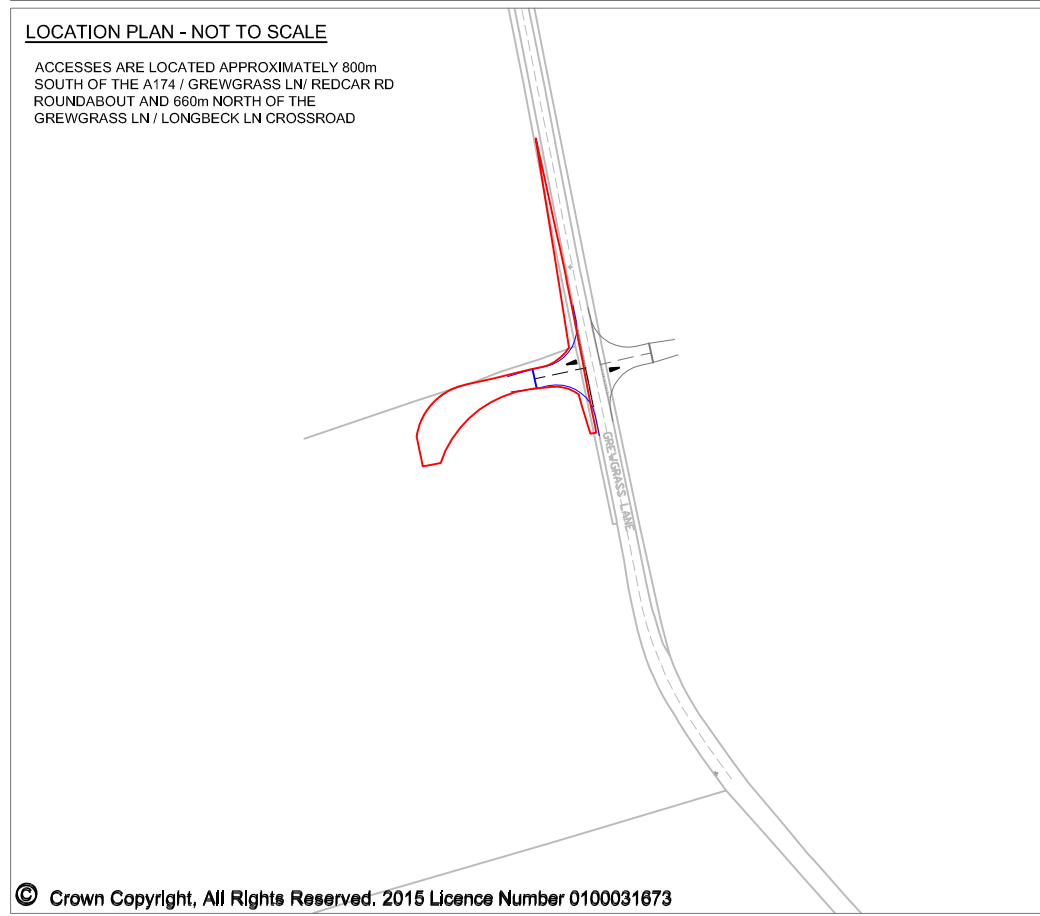 LOCATION PLAN - NOT TO SCALE
ACCESSES ARE LOCATED APPROXIMATELY 800m
SOUTH OF THE A174 / GREWGRASS LN/ REDCAR RD
ROUNDABOUT AND 660m NORTH OF THE
GREWGRASS LN / LONGBECK LN CROSSROAD
GREWGRASS LANE
© Crown Copyright, All Rights Reserved. 2015 Licence Number 0100031673